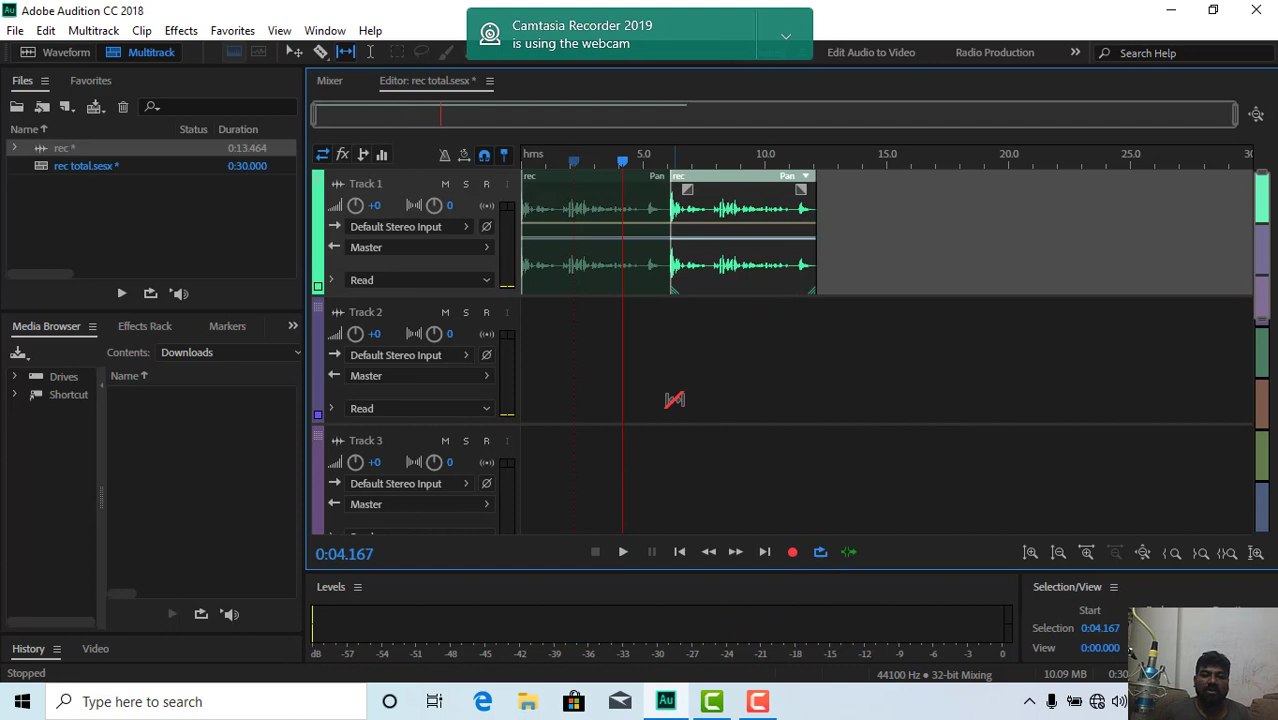 Adobe Audition CC 2018
Camtasia Recorder 2019
is using the webcam
File Edit Multitrack Clip Effects Favorites View Window Help
Waveform Multitrack Edit Audio to Video Radio Production Search Help
Files Favorites
Mixer Editor: rec total.sesx *
Name Status Duration
rec * 0:13.464
rec total.sesx * 0:30.000
hms 5.0 10.0 15.0 20.0 25.0 30
rec Pan rec Pan
Track 1 M S R I
+0 0
Default Stereo Input
Master
Read
Track 2 M S R I
+0 0
Default Stereo Input
Master
Read
Track 3 M S R I
+0 0
Default Stereo Input
Master
Media Browser Effects Rack Markers
Contents: Downloads
Name
Drives
Shortcut
0:04.167
Levels
dB -57 -54 -51 -48 -45 -42 -39 -36 -33 -30 -27 -24 -21 -18 -15 -12 -9 -6 -3 0
Selection/View
Start
Selection 0:04.167
View 0:00.000
History Video
Stopped 44100 Hz • 32-bit Mixing 10.09 MB 0:30
Type here to search